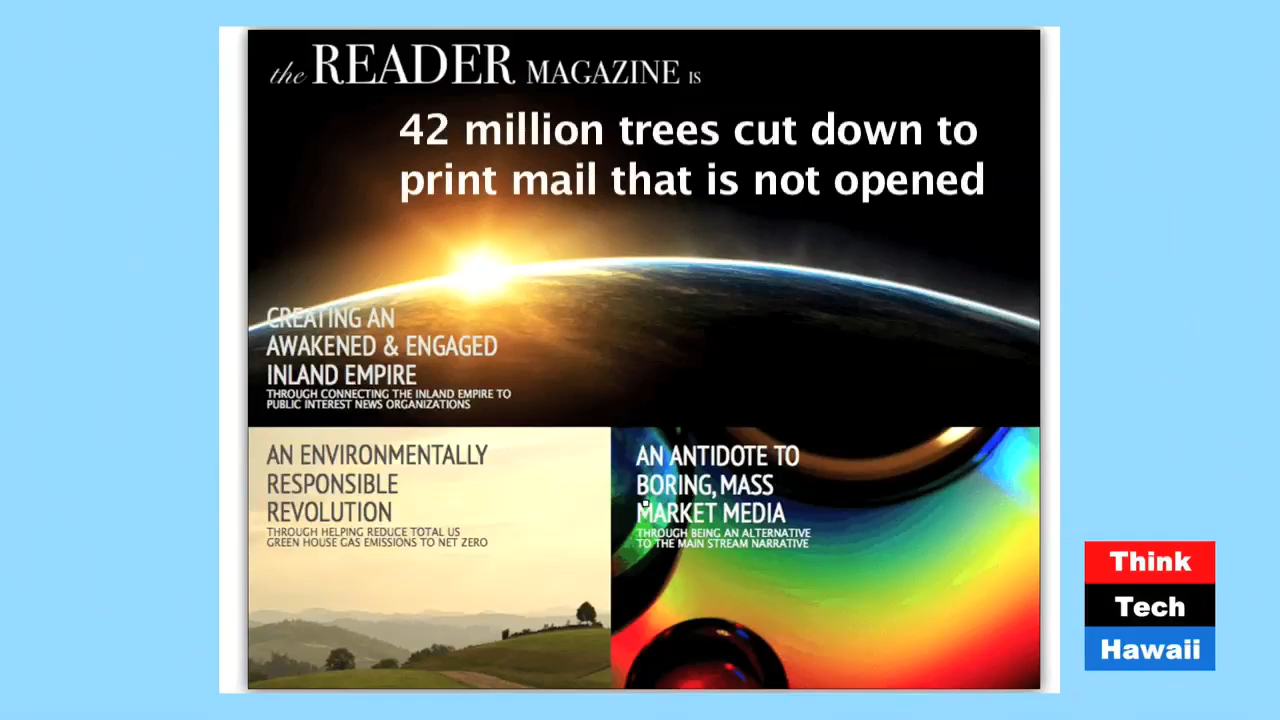 the READER MAGAZINE IS
42 million trees cut down to
print mail that is not opened
CREATING AN
AWAKENED & ENGAGED
INLAND EMPIRE
THROUGH CONNECTING THE INLAND EMPIRE TO
PUBLIC INTEREST NEWS ORGANIZATIONS
AN ENVIRONMENTALLY
RESPONSIBLE
REVOLUTION
THROUGH HELPING REDUCE TOTAL US
GREEN HOUSE GAS EMISSIONS TO NET ZERO
AN ANTIDOTE TO
BORING, MASS
MARKET MEDIA
THROUGH BEING AN ALTERNATIVE
TO THE MAIN STREAM NARRATIVE
Think
Tech
Hawaii